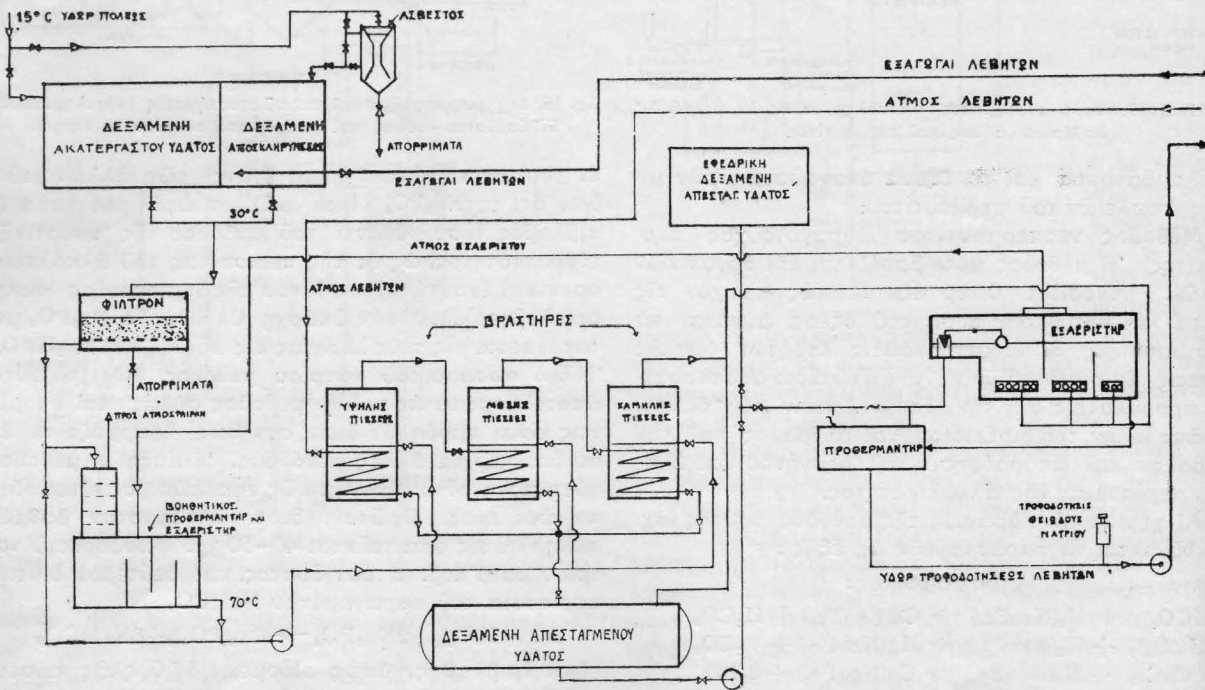 15°C ΥΔΩΡ ΠΟΛΕΩΣ
ΑΣΒΕΣΤΟΣ
ΕΞΑΓΩΓΑΙ ΛΕΒΗΤΩΝ
ΑΤΜΟΣ ΛΕΒΗΤΩΝ
ΔΕΞΑΜΕΝΗ
ΑΚΑΤΕΡΓΑΣΤΟΥ ΥΔΑΤΟΣ
ΔΕΞΑΜΕΝΗ
ΑΠΟΣΚΛΗΡΥΝΣΕΩΣ
ΑΠΟΡΡΙΜΑΤΑ
ΕΞΑΓΩΓΑΙ ΛΕΒΗΤΩΝ
ΕΦΕΔΡΙΚΗ
ΔΕΞΑΜΕΝΗ
ΑΠΕΣΤΑΓ. ΥΔΑΤΟΣ
30°C
ΑΤΜΟΣ ΕΞΑΕΡΙΣΤΟΥ
ΑΤΜΟΣ ΛΕΒΗΤΩΝ
ΦΙΛΤΡΟΝ
ΒΡΑΣΤΗΡΕΣ
ΕΞΑΕΡΙΣΤΗΡ
ΑΠΟΡΡΙΜΑΤΑ
ΥΨΗΛΗΣ
ΠΙΕΣΕΩΣ
ΜΕΣΗΣ
ΠΙΕΣΕΩΣ
ΧΑΜΗΛΗΣ
ΠΙΕΣΕΩΣ
ΠΡΟΣ ΑΤΜΟΣΦΑΙΡΑΝ
ΠΡΟΘΕΡΜΑΝΤΗΡ
ΒΟΗΘΗΤΙΚΟΣ
ΠΡΟΘΕΡΜΑΝΤΗΡ και
ΕΞΑΕΡΙΣΤΗΡ
ΤΡΟΦΟΔΟΤΗΣΙΣ
ΘΕΙΩΔΟΥΣ
ΝΑΤΡΙΟΥ
ΥΔΩΡ ΤΡΟΦΟΔΟΤΗΣΕΩΣ ΛΕΒΗΤΩΝ
70°C
ΔΕΞΑΜΕΝΗ ΑΠΕΣΤΑΓΜΕΝΟΥ
ΥΔΑΤΟΣ